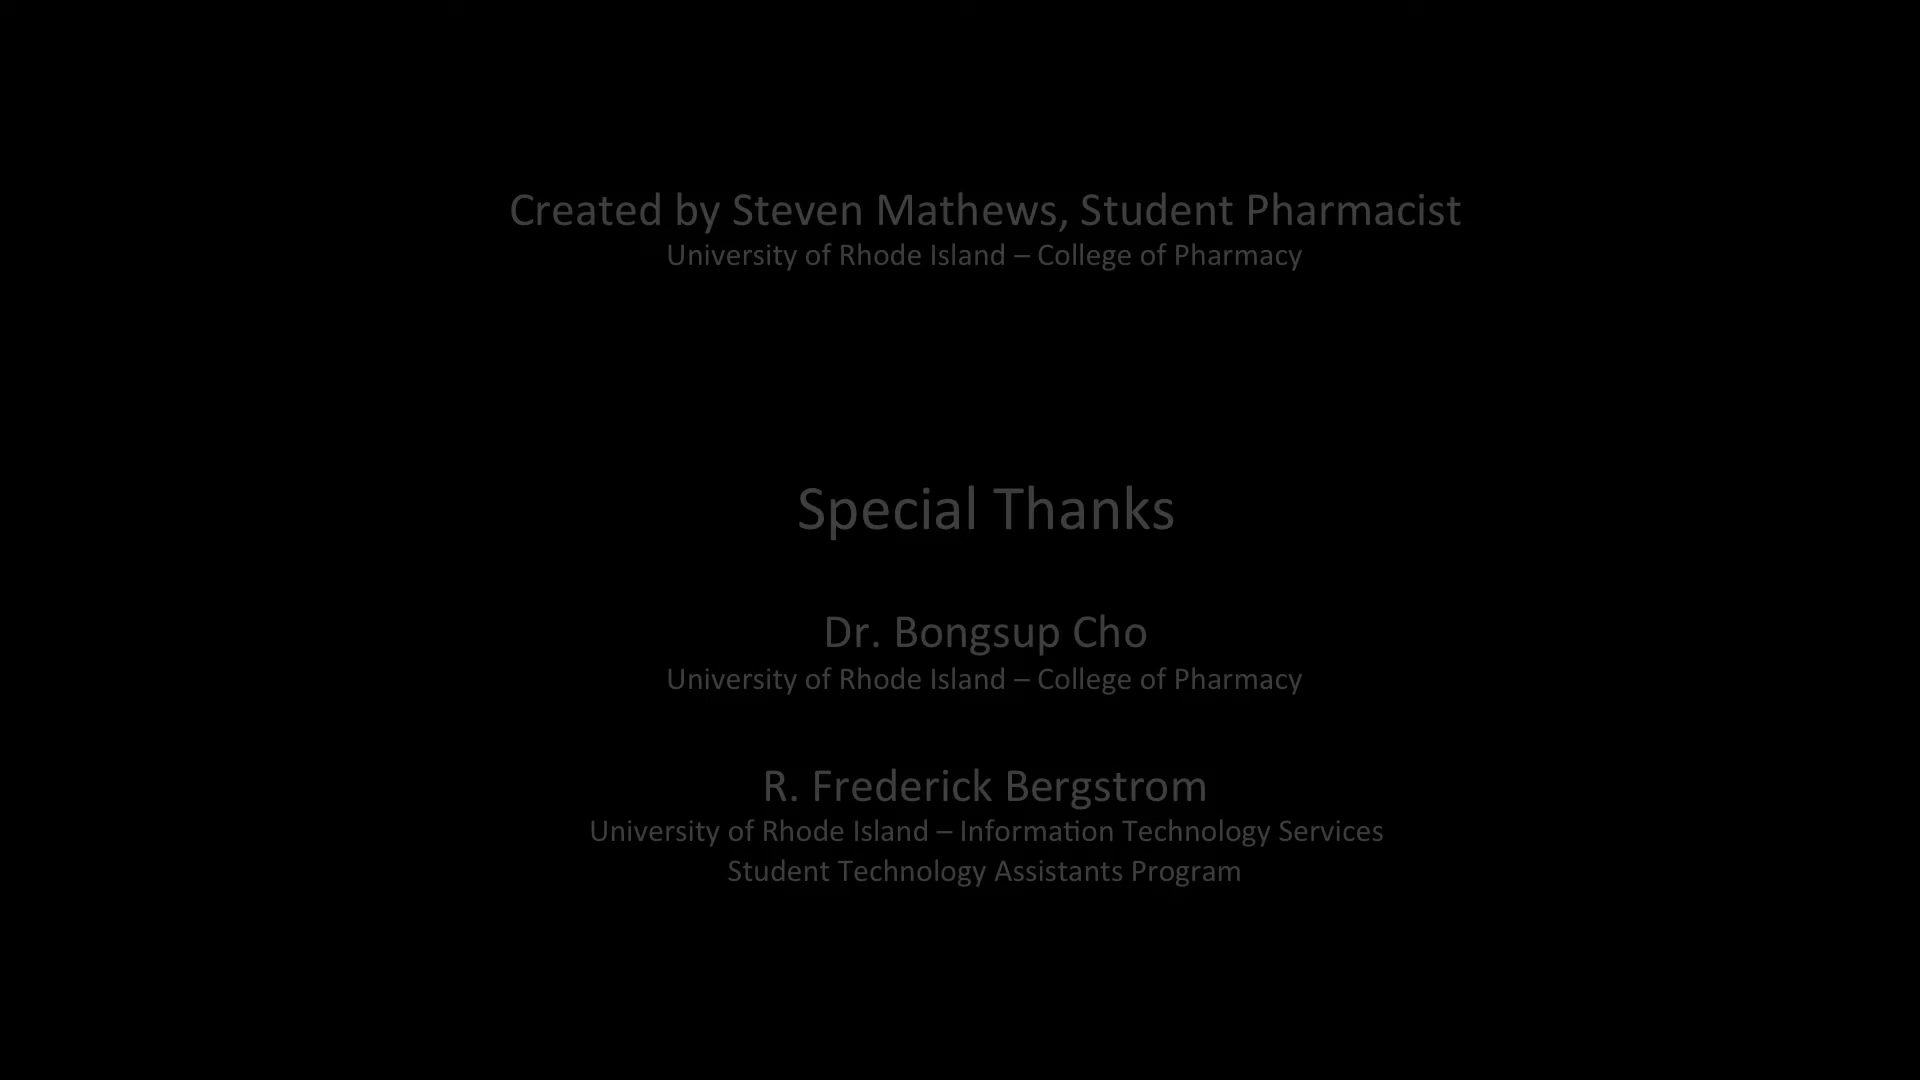 Created by Steven Mathews, Student Pharmacist
University of Rhode Island – College of Pharmacy
Special Thanks
Dr. Bongsup Cho
University of Rhode Island – College of Pharmacy
R. Frederick Bergstrom
University of Rhode Island – Information Technology Services
Student Technology Assistants Program